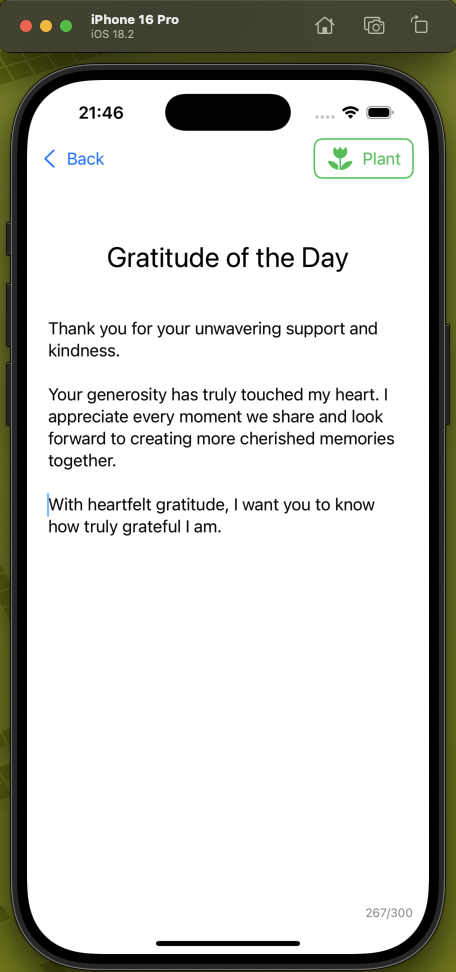 iPhone 16 Pro
iOS 18.2
21:46
Back
Plant
Gratitude of the Day
Thank you for your unwavering support and
kindness.
Your generosity has truly touched my heart. I
appreciate every moment we share and look
forward to creating more cherished memories
together.
With heartfelt gratitude, I want you to know
how truly grateful I am.
267/300